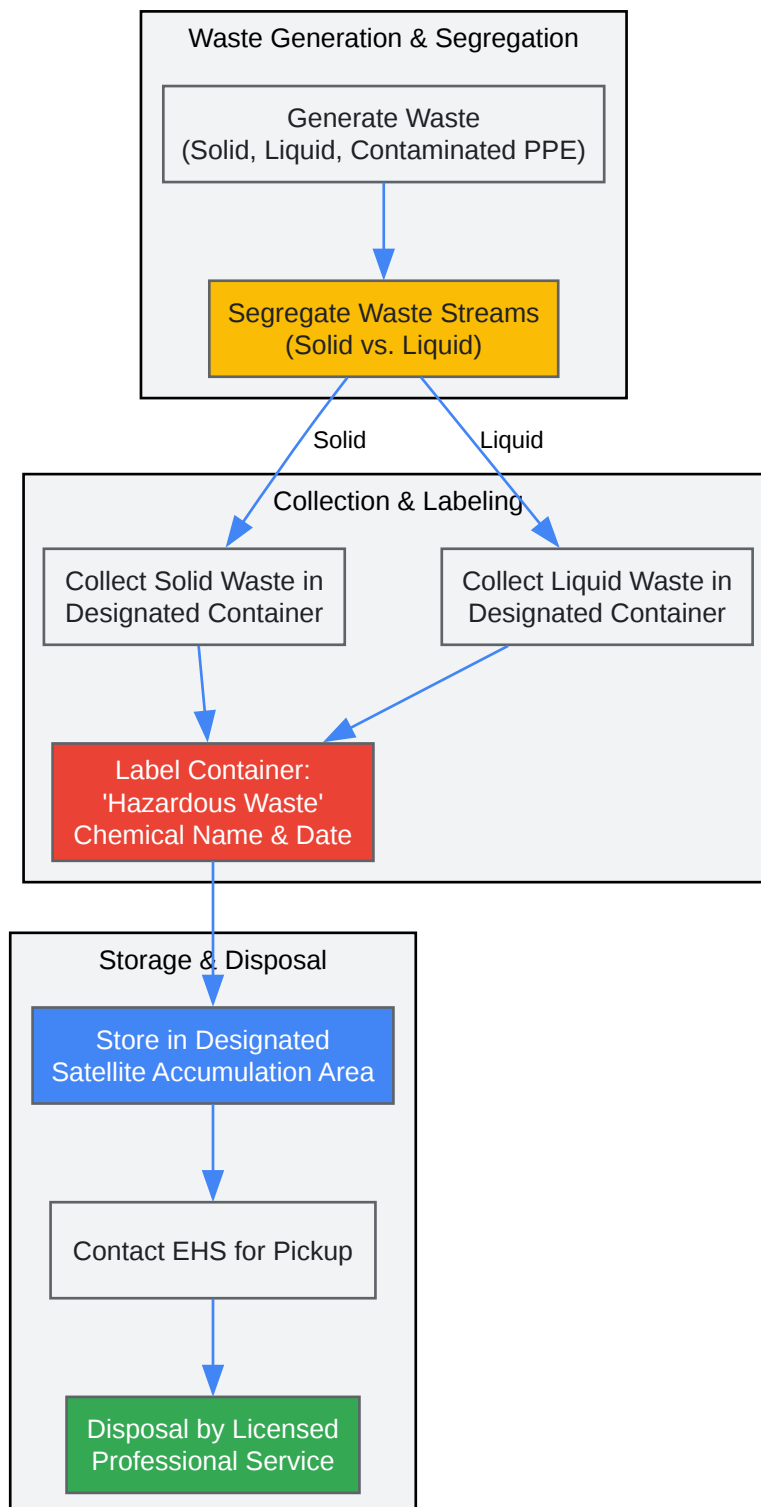 Waste Generation & Segregation
Generate Waste
(Solid, Liquid, Contaminated PPE)
Segregate Waste Streams
(Solid vs. Liquid)
Solid
Liquid
Collection & Labeling
Collect Solid Waste in
Designated Container
Collect Liquid Waste in
Designated Container
Label Container:
'Hazardous Waste'
Chemical Name & Date
Storage & Disposal
Store in Designated
Satellite Accumulation Area
Contact EHS for Pickup
Disposal by Licensed
Professional Service